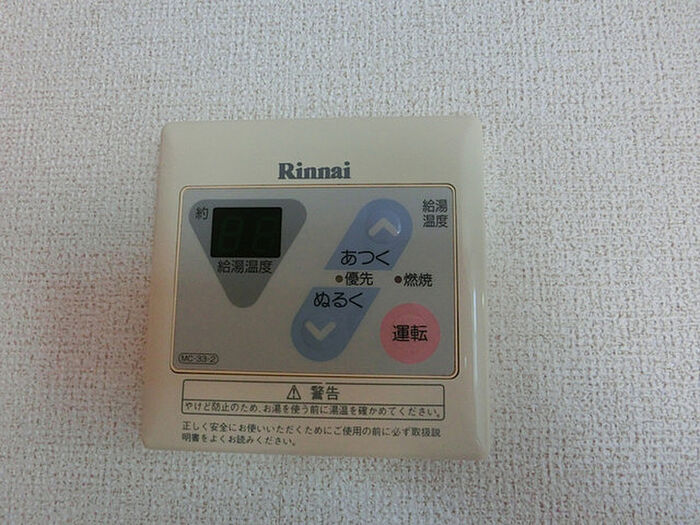 Rinnai
約
給湯温度
給湯
温度
あつく
優先
燃焼
ぬるく
運転
MC-33-2
警告
やけど防止のため、お湯を使う前に湯温を確かめてください。
正しく安全にお使いいただくためにご使用の前に必ず取扱説
明書をよくお読みください。